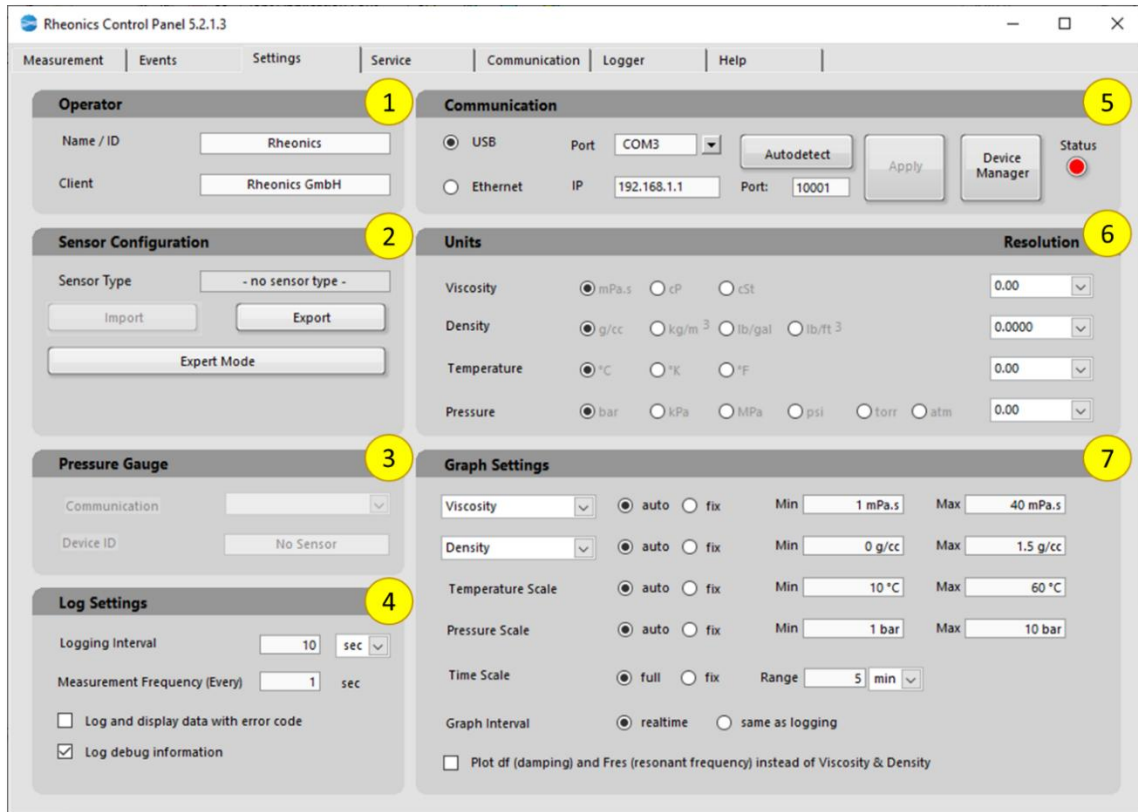 Rheonics Control Panel 5.2.1.3
Measurement Events Settings Service Communication Logger Help
Operator 1
Name / ID Rheonics
Client Rheonics GmbH
Communication 5
USB Port COM3 Autodetect Apply Device Manager Status
Ethernet IP 192.168.1.1 Port: 10001
Sensor Configuration 2
Sensor Type - no sensor type -
Import Export
Expert Mode
Units Resolution 6
Viscosity mPa.s cP cSt 0.00
Density g/cc kg/m 3 lb/gal lb/ft 3 0.0000
Temperature °C °K °F 0.00
Pressure bar kPa MPa psi torr atm 0.00
Pressure Gauge 3
Communication
Device ID No Sensor
Log Settings 4
Logging Interval 10 sec
Measurement Frequency (Every) 1 sec
Log and display data with error code
Log debug information
Graph Settings 7
Viscosity auto fix Min 1 mPa.s Max 40 mPa.s
Density auto fix Min 0 g/cc Max 1.5 g/cc
Temperature Scale auto fix Min 10 °C Max 60 °C
Pressure Scale auto fix Min 1 bar Max 10 bar
Time Scale full fix Range 5 min
Graph Interval realtime same as logging
Plot df (damping) and Fres (resonant frequency) instead of Viscosity & Density